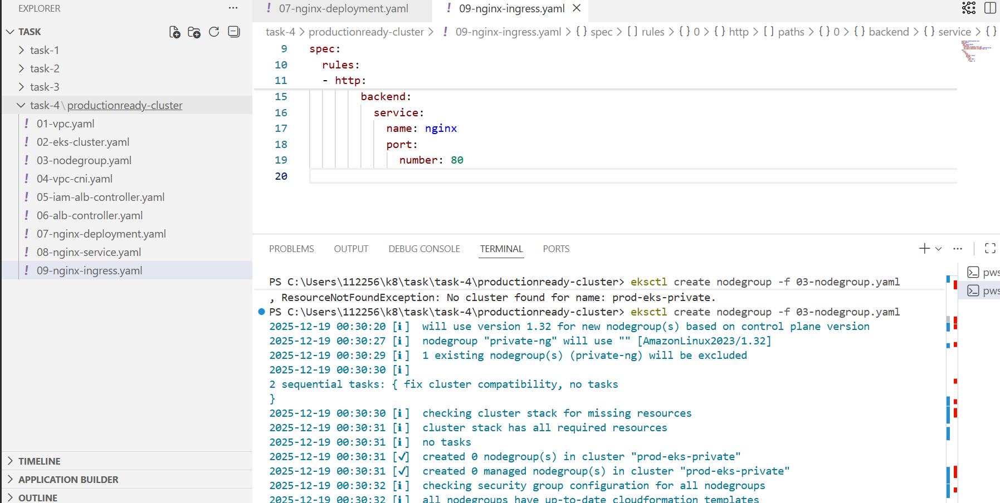 EXPLORER
TASK
task-1
task-2
task-3
task-4\productionready-cluster
! 01-vpc.yaml
! 02-eks-cluster.yaml
! 03-nodegroup.yaml
! 04-vpc-cni.yaml
! 05-iam-alb-controller.yaml
! 06-alb-controller.yaml
! 07-nginx-deployment.yaml
! 08-nginx-service.yaml
! 09-nginx-ingress.yaml
TIMELINE
APPLICATION BUILDER
OUTLINE
! 07-nginx-deployment.yaml
! 09-nginx-ingress.yaml
task-4 > productionready-cluster > ! 09-nginx-ingress.yaml > {} spec > [] rules > {} 0 > {} http > [] paths > {} 0 > {} backend > {} service > {}
9 spec:
10 rules:
11 - http:
15 backend:
16 service:
17 name: nginx
18 port:
19 number: 80
20
PROBLEMS OUTPUT DEBUG CONSOLE TERMINAL PORTS
PS C:\Users\112256\k8\task\task-4\productionready-cluster> eksctl create nodegroup -f 03-nodegroup.yaml
, ResourceNotFoundException: No cluster found for name: prod-eks-private.
PS C:\Users\112256\k8\task\task-4\productionready-cluster> eksctl create nodegroup -f 03-nodegroup.yaml
2025-12-19 00:30:20 [ℹ]  will use version 1.32 for new nodegroup(s) based on control plane version
2025-12-19 00:30:27 [ℹ]  nodegroup "private-ng" will use "" [AmazonLinux2023/1.32]
2025-12-19 00:30:29 [ℹ]  1 existing nodegroup(s) (private-ng) will be excluded
2025-12-19 00:30:30 [ℹ]
2 sequential tasks: { fix cluster compatibility, no tasks
}
2025-12-19 00:30:30 [ℹ]  checking cluster stack for missing resources
2025-12-19 00:30:31 [ℹ]  cluster stack has all required resources
2025-12-19 00:30:31 [ℹ]  no tasks
2025-12-19 00:30:31 [✔]  created 0 nodegroup(s) in cluster "prod-eks-private"
2025-12-19 00:30:31 [✔]  created 0 managed nodegroup(s) in cluster "prod-eks-private"
2025-12-19 00:30:32 [ℹ]  checking security group configuration for all nodegroups
2025-12-19 00:30:32 [ℹ]  all nodegroups have up-to-date cloudformation templates